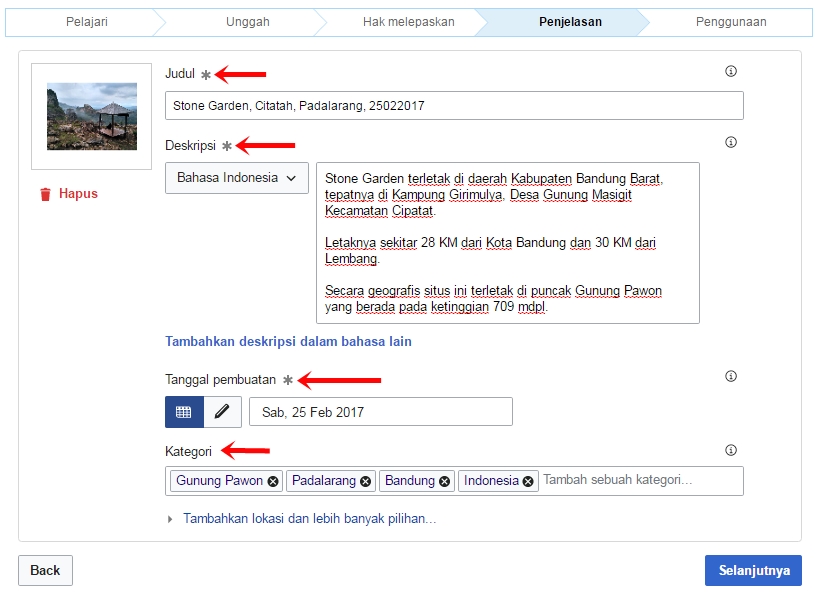 Pelajari
Unggah
Hak melepaskan
Penjelasan
Penggunaan
Judul *
Stone Garden, Citatah, Padalarang, 25022017
Deskripsi *
Bahasa Indonesia
Stone Garden terletak di daerah Kabupaten Bandung Barat,
tepatnya di Kampung Girimulya, Desa Gunung Masigit
Kecamatan Cipatat.
Letaknya sekitar 28 KM dari Kota Bandung dan 30 KM dari
Lembang.
Secara geografis situs ini terletak di puncak Gunung Pawon
yang berada pada ketinggian 709 mdpl.
Hapus
Tambahkan deskripsi dalam bahasa lain
Tanggal pembuatan *
Sab, 25 Feb 2017
Kategori
Gunung Pawon Padalarang Bandung Indonesia Tambah sebuah kategori...
Tambahkan lokasi dan lebih banyak pilihan...
Back
Selanjutnya